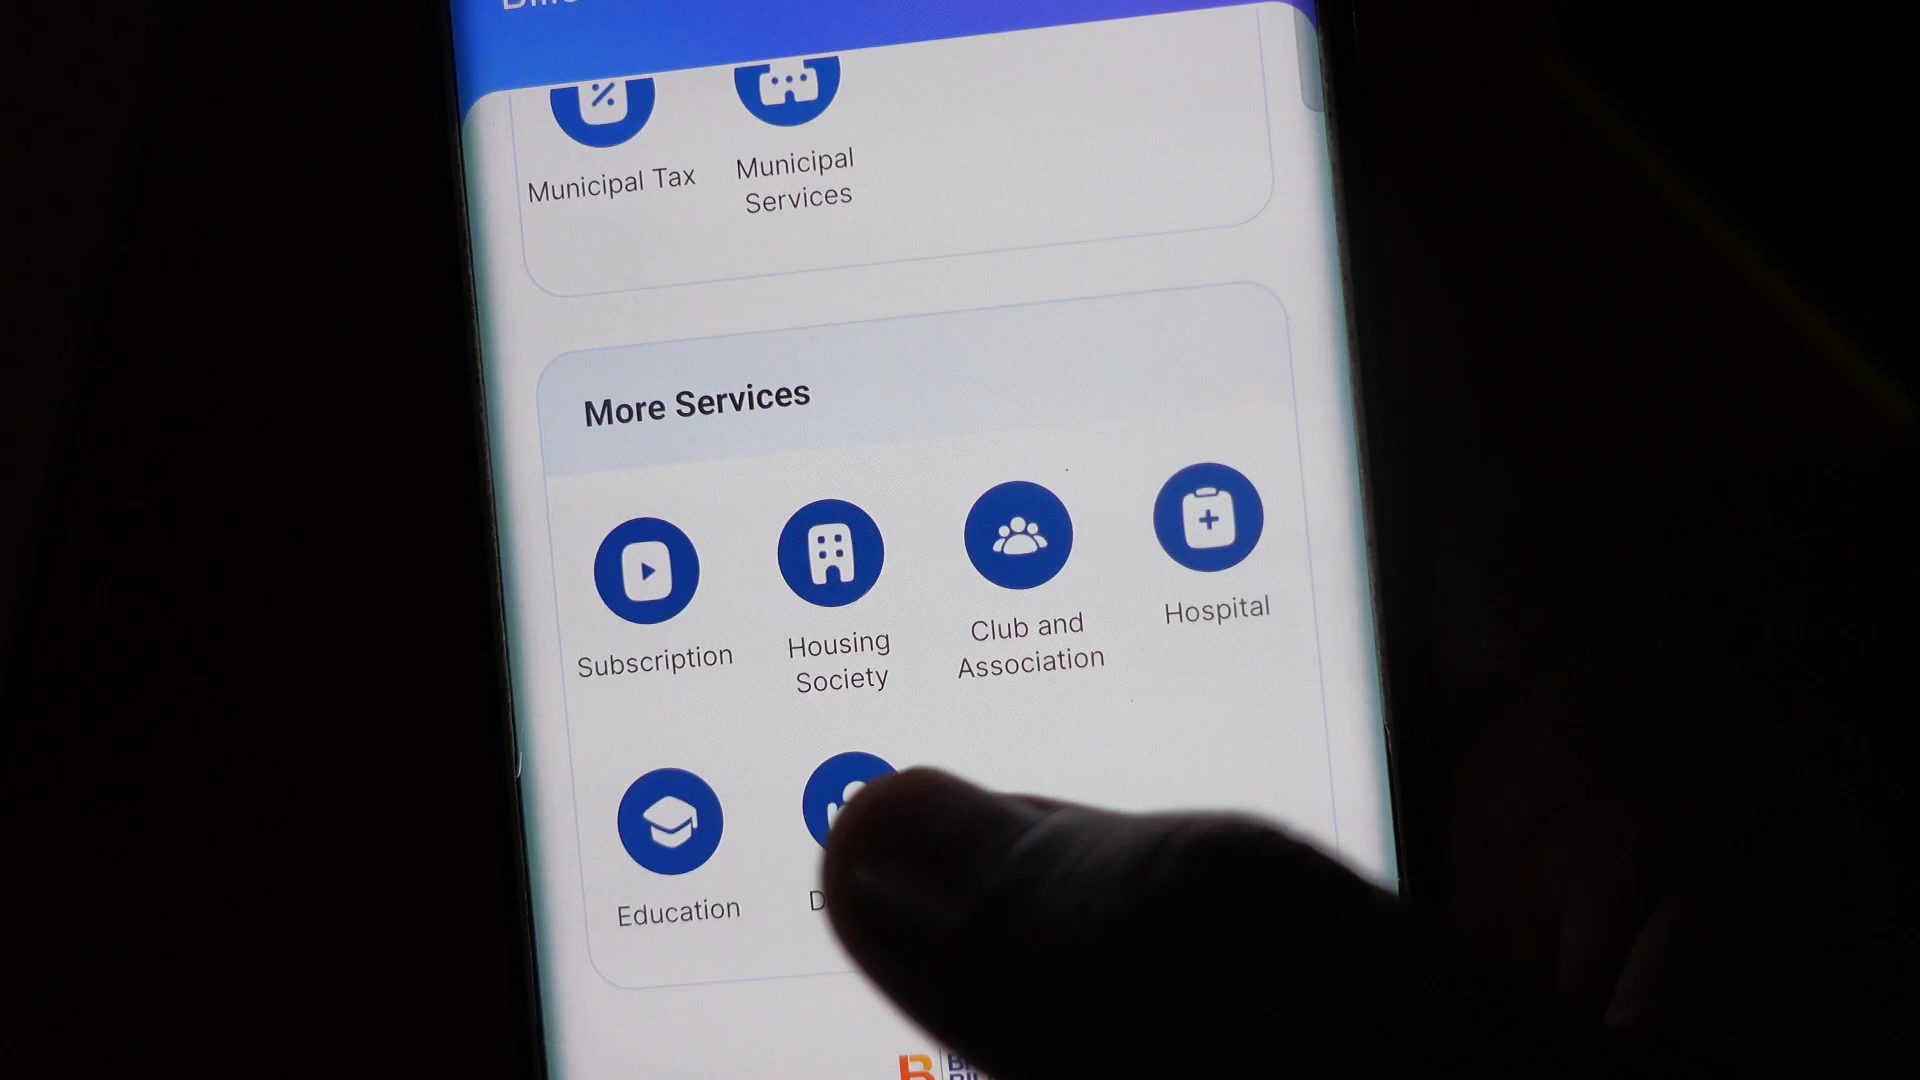 Municipal Tax
Municipal
Services
More Services
Subscription
Housing
Society
Club and
Association
Hospital
Education